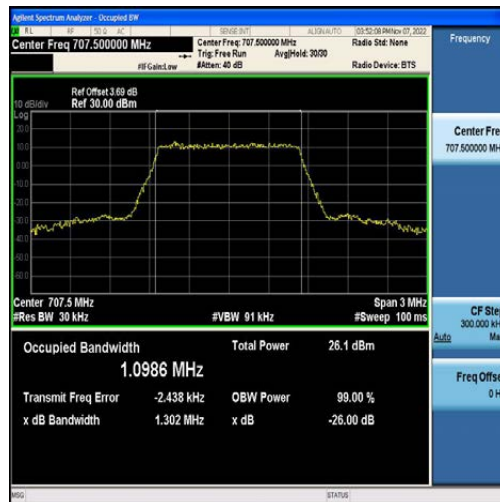 Agilent Spectrum Analyzer - Occupied BW
RL RF 50 Ω AC SENSE:INT ALIGNAUTO 03:52:08 PM Nov 07, 2022
Center Freq 707.500000 MHz
Center Freq: 707.500000 MHz
Radio Std: None
Trig: Free Run Avg|Hold: 30/30
#IFGain:Low #Atten: 40 dB Radio Device: BTS
Frequency
Ref Offset 3.69 dB
10 dB/div Ref 30.00 dBm
Log
20.0
10.0
0.00
-10.0
-20.0
-30.0
-40.0
-50.0
-60.0
Center Fre
707.500000 MH
Center 707.5 MHz Span 3 MHz
#Res BW 30 kHz #VBW 91 kHz #Sweep 100 ms
CF Ste
300.000 kH
Auto Ma
Occupied Bandwidth Total Power 26.1 dBm
1.0986 MHz
Transmit Freq Error -2.438 kHz OBW Power 99.00 %
x dB Bandwidth 1.302 MHz x dB -26.00 dB
Freq Offse
0 H
MSG STATUS